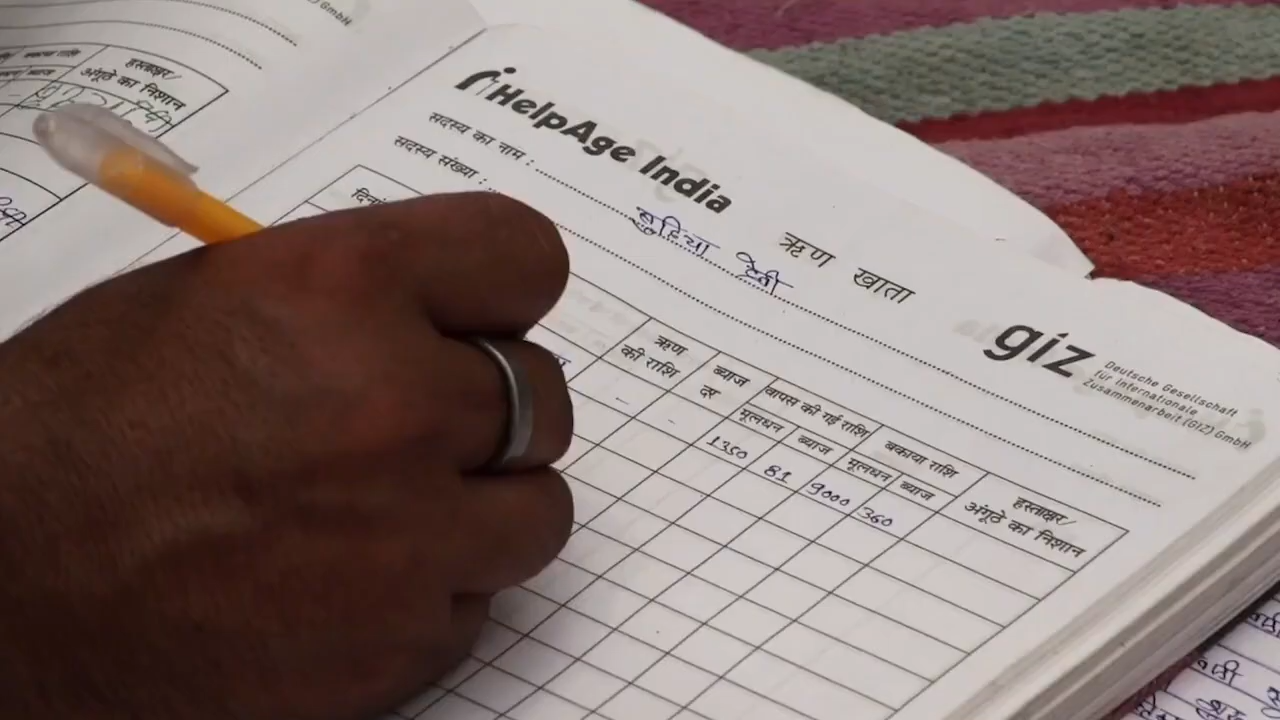 ) GmbH
हस्ताक्षर/
अंगूठे का निशान
HelpAge India
ऋण खाता
giz Deutsche Gesellschaft
für Internationale
Zusammenarbeit (GIZ) GmbH
सदस्य का नाम : बुधिया देवी
सदस्य संख्या :
ऋण की राशि ब्याज दर वापस की गई राशि बकाया राशि हस्ताक्षर/
अंगूठे का निशान
मूलधन ब्याज मूलधन ब्याज
1350 81 9000 360